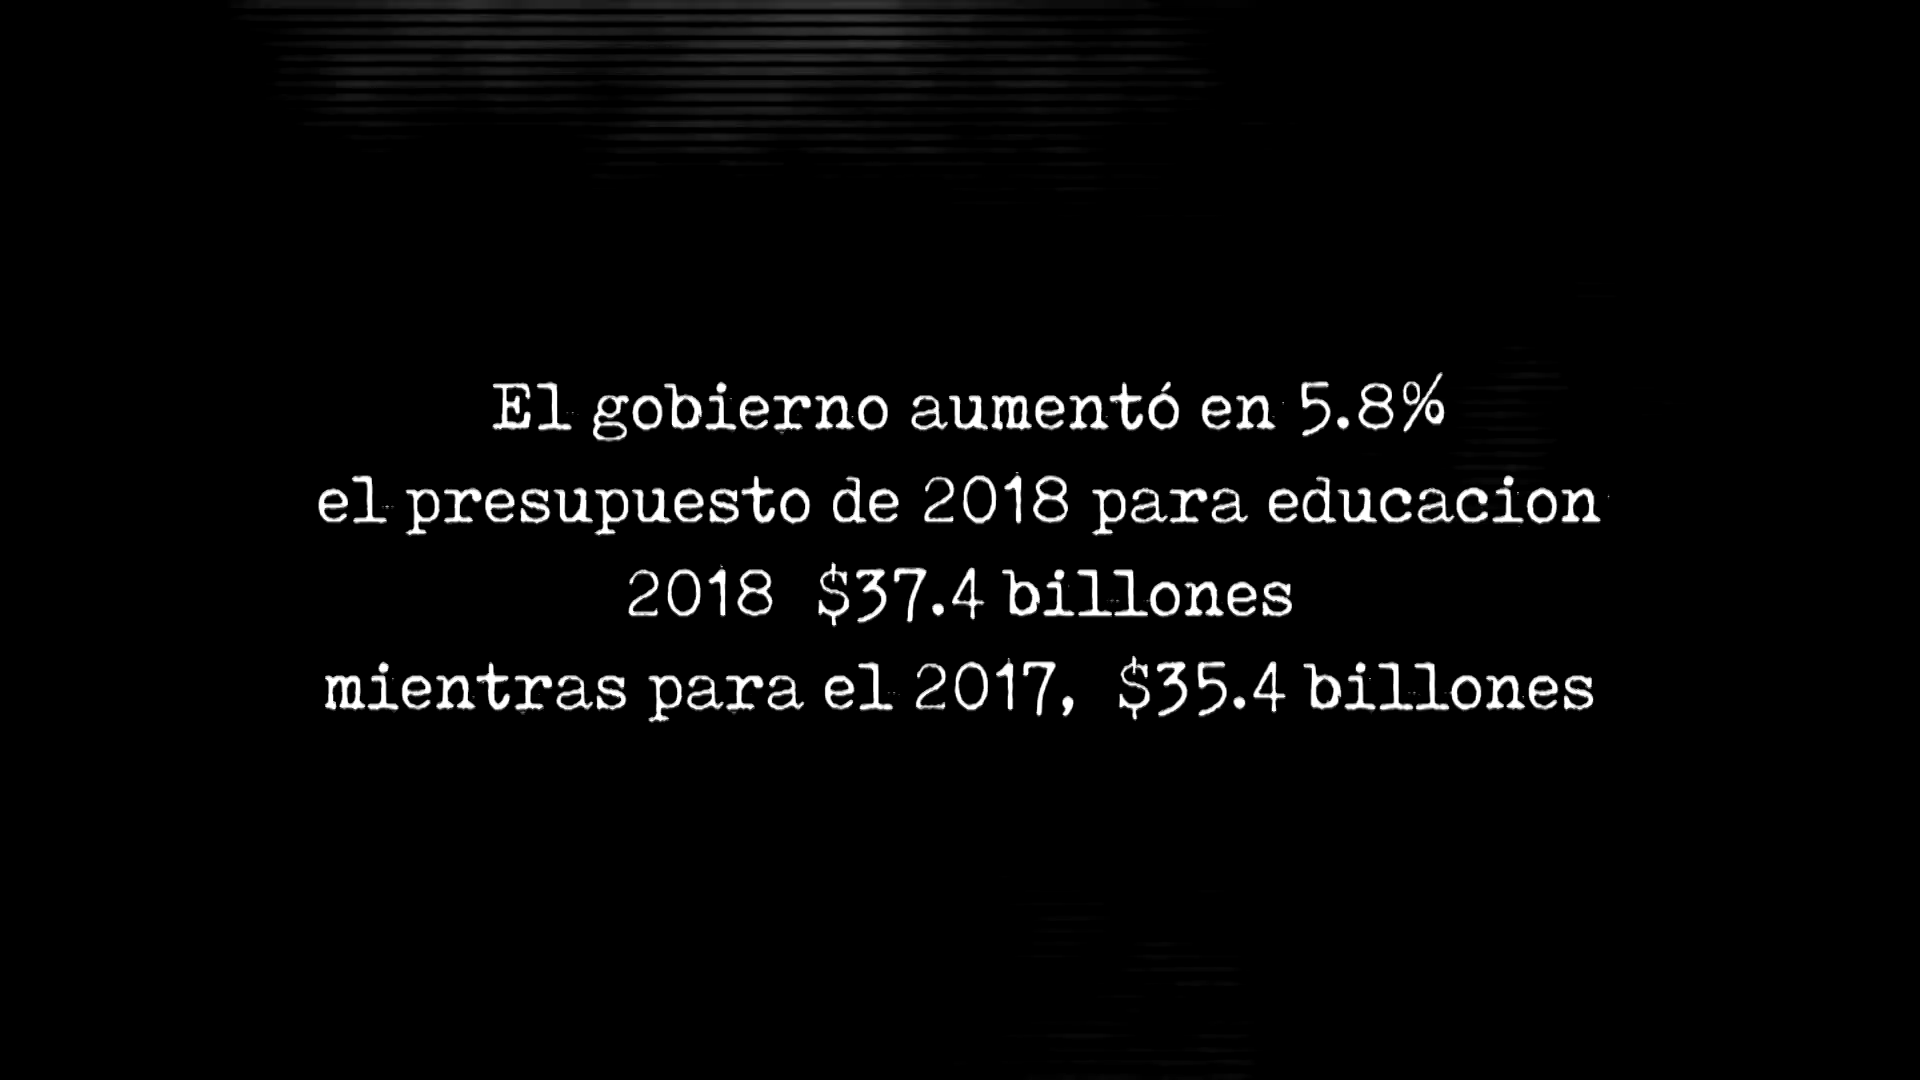 El gobierno aumentó en 5.8%
el presupuesto de 2018 para educacion
2018 $37.4 billones
mientras para el 2017, $35.4 billones